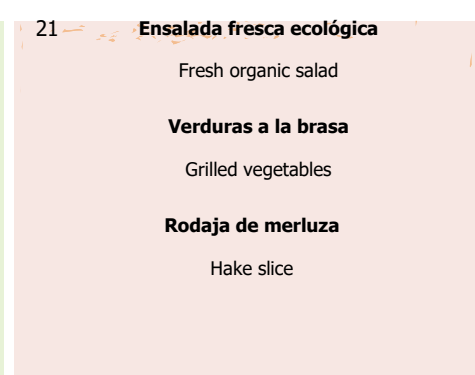 21 Ensalada fresca ecológica
Fresh organic salad
Verduras a la brasa
Grilled vegetables
Rodaja de merluza
Hake slice